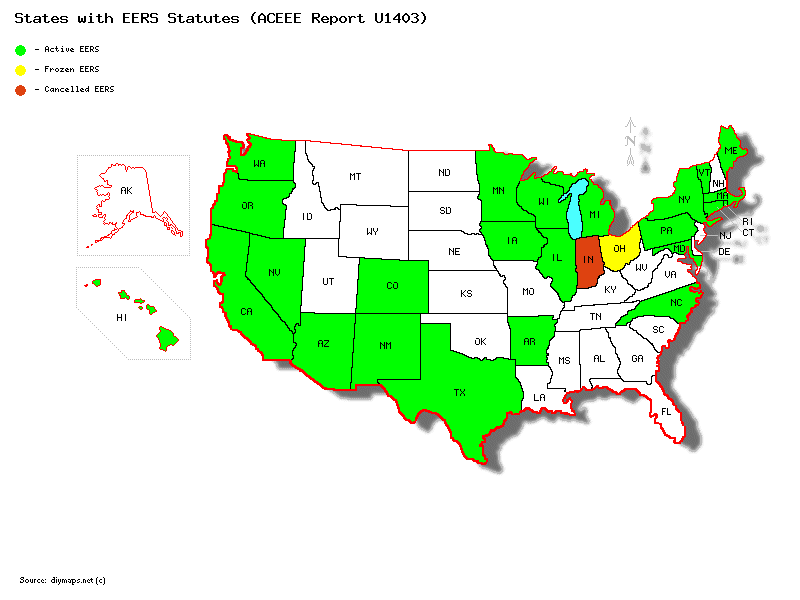 States with EERS Statutes (ACEEE Report U1403)
- Active EERS
- Frozen EERS
- Cancelled EERS
N
N
WA
ME
MT
ND
VT
NH
AK
MN
OR
SD
WI
NY
MA
ID
MI
RI
WY
CT
PA
NJ
IA
NE
OH
MD
DE
IL
IN
NV
WV
VA
UT
CO
KY
KS
MO
NC
CA
HI
TN
SC
AZ
NM
OK
AR
MS
AL
GA
TX
LA
FL
Source: diymaps.net (c)